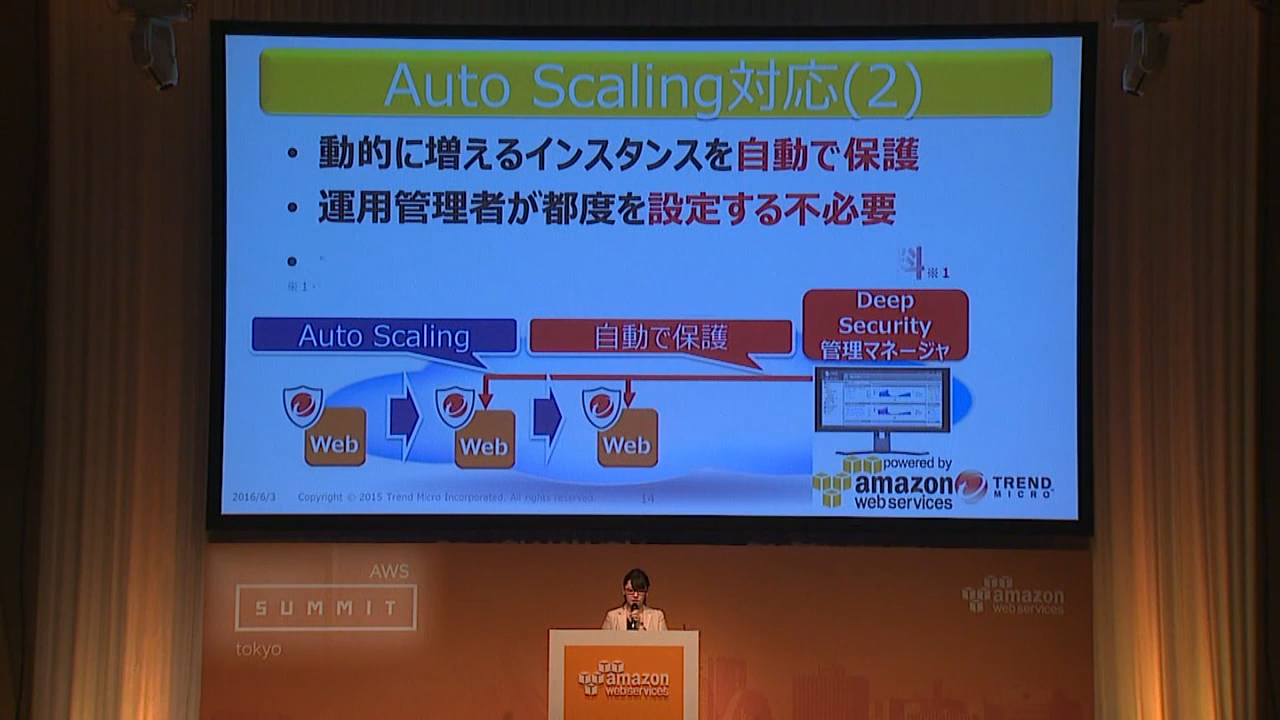 Auto Scaling対応(2)
• 動的に増えるインスタンスを自動で保護
• 運用管理者が都度を設定する不必要
•
※1
※1
Auto Scaling
自動で保護
Deep
Security
管理マネージャ
Web
Web
Web
powered by
amazon
web services
TREND
MICRO
2016/6/3 Copyright © 2015 Trend Micro Incorporated. All rights reserved. 14
AWS
SUMMIT
tokyo
amazon
web services
amazon
web services